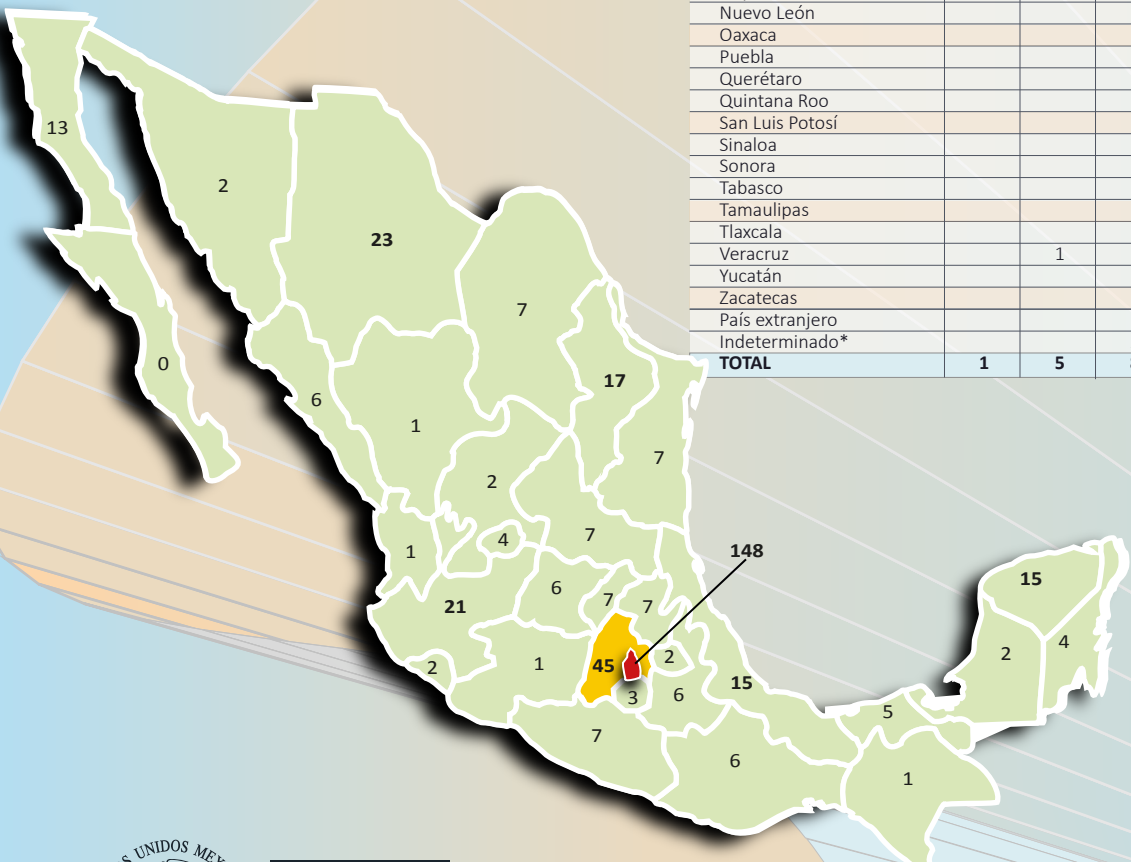 Nuevo León
Oaxaca
Puebla
Querétaro
Quintana Roo
San Luis Potosí
Sinaloa
Sonora
Tabasco
Tamaulipas
Tlaxcala
Veracruz 1
Yucatán
Zacatecas
País extranjero
Indeterminado*
TOTAL 1 5
13
2
23
7
0
6
1
17
7
2
1
4
7
148
21
6
7
7
15
2
1
45
2
3
6
15
2
4
7
6
5
1
UNIDOS